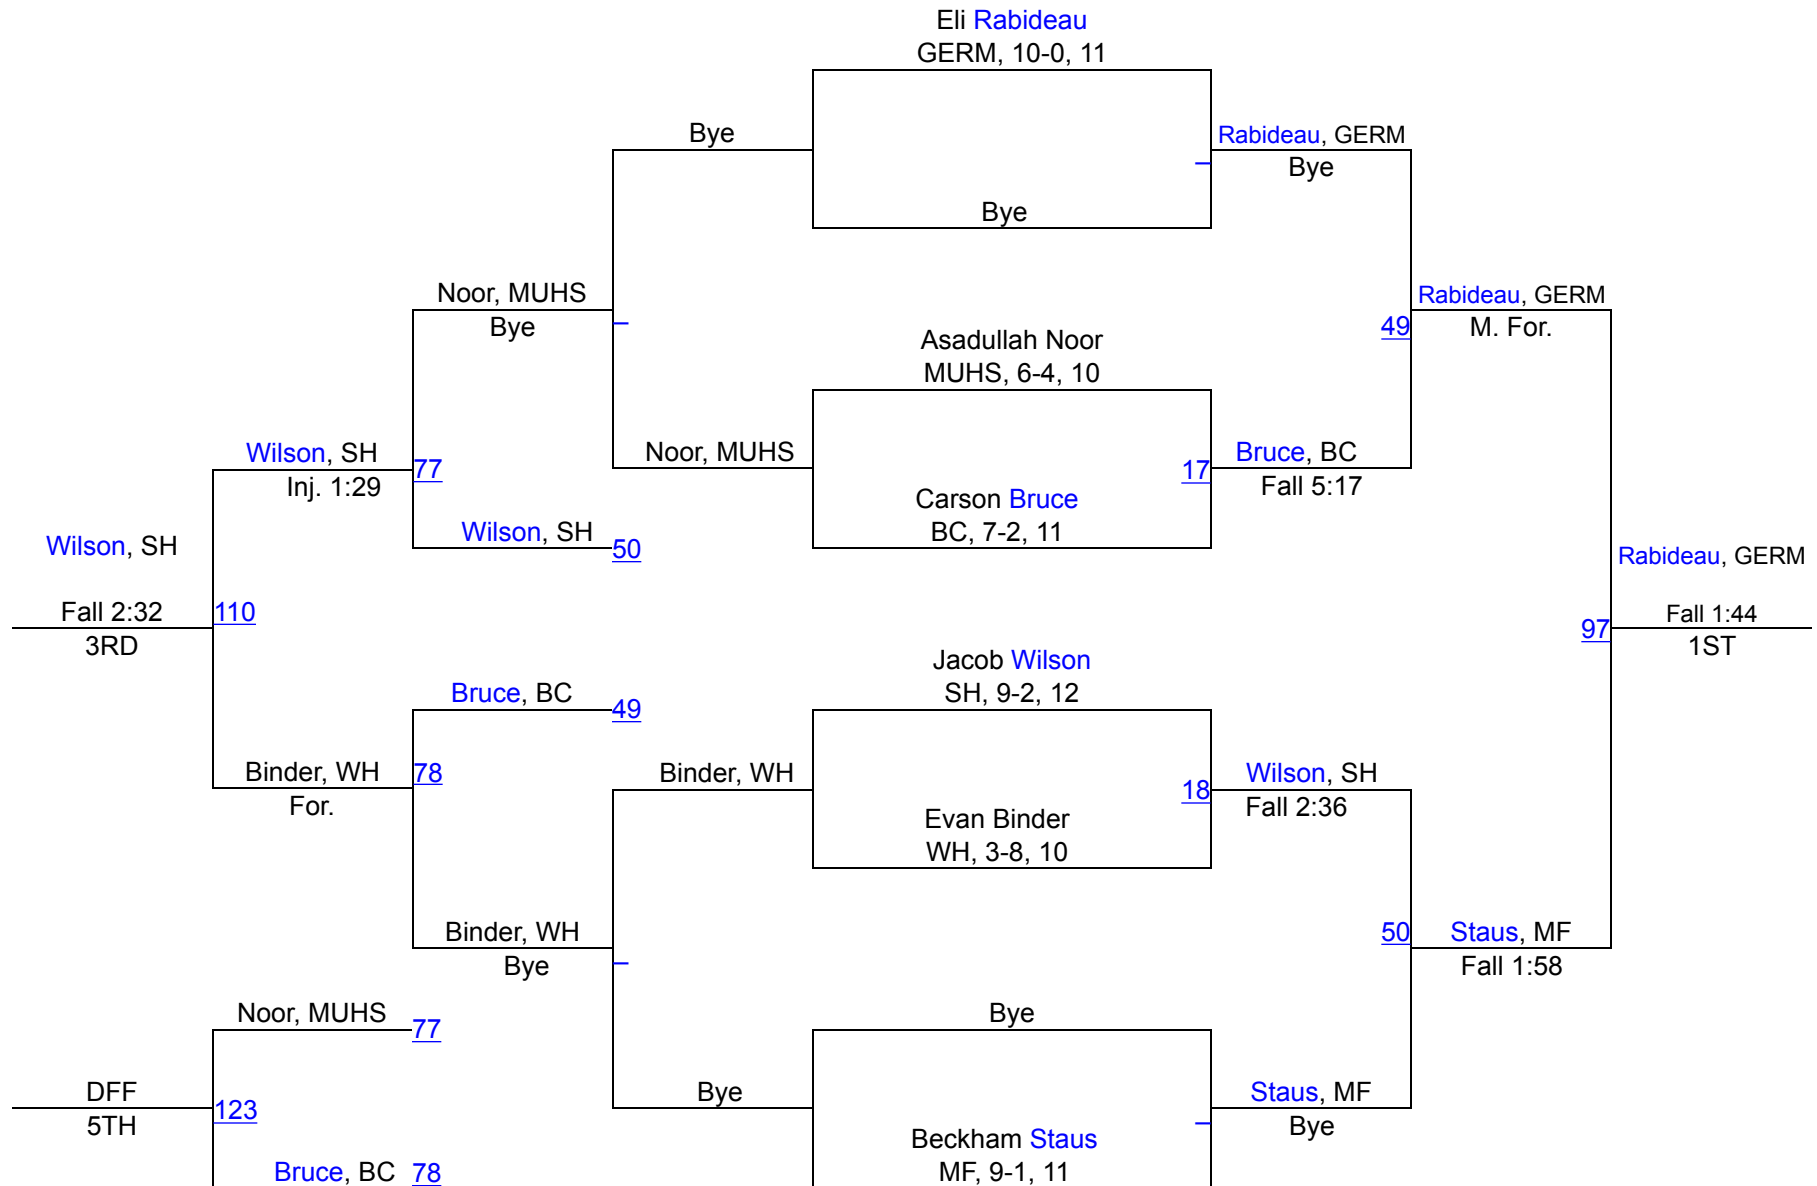 Eli Rabideau
GERM, 10-0, 11
Bye
Rabideau, GERM
Bye
Bye
Noor, MUHS
Bye
Rabideau, GERM
49
M. For.
Asadullah Noor
MUHS, 6-4, 10
Wilson, SH
77
Inj. 1:29
Noor, MUHS
17
Bruce, BC
Fall 5:17
Carson Bruce
BC, 7-2, 11
Wilson, SH
50
Wilson, SH
Rabideau, GERM
Fall 2:32
110
3RD
Fall 1:44
97
1ST
Jacob Wilson
SH, 9-2, 12
Bruce, BC
49
Binder, WH
78
For.
Binder, WH
18
Wilson, SH
Fall 2:36
Evan Binder
WH, 3-8, 10
Binder, WH
Bye
50
Staus, MF
Fall 1:58
Noor, MUHS
77
Bye
DFF
123
5TH
Bye
Staus, MF
Bye
Beckham Staus
MF, 9-1, 11
Bruce, BC
78